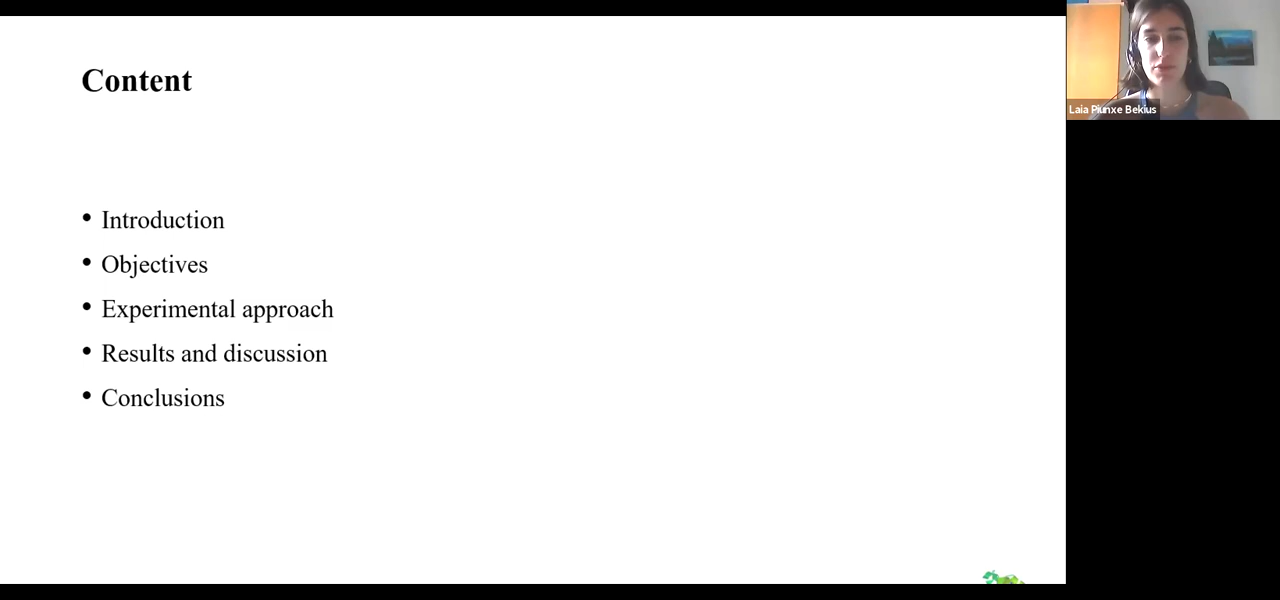 Content
• Introduction
• Objectives
• Experimental approach
• Results and discussion
• Conclusions
Laia Piunxe Bekius